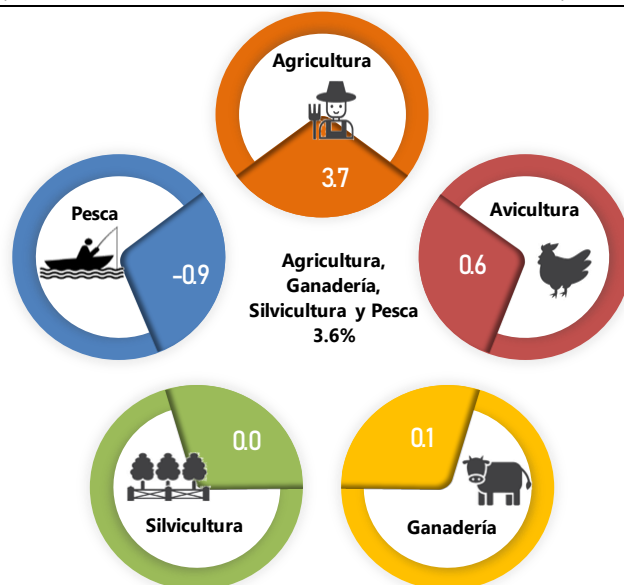 Agricultura
3.7
Pesca
-0.9
Avicultura
0.6
Agricultura,
Ganadería,
Silvicultura y Pesca
3.6%
0.0
Silvicultura
0.1
Ganadería